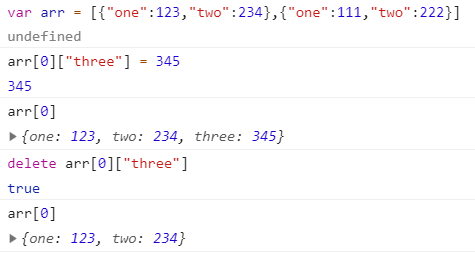 var arr = [{"one":123,"two":234},{"one":111,"two":222}]
undefined
arr[0]["three"] = 345
345
arr[0]
▶{one: 123, two: 234, three: 345}
delete arr[0]["three"]
true
arr[0]
▶{one: 123, two: 234}